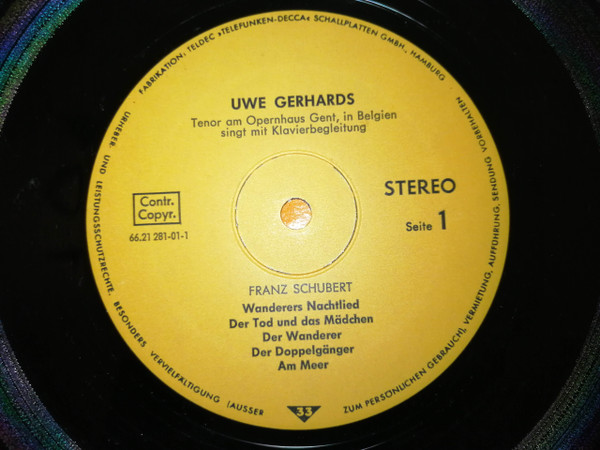 FABRIKATION: TELDEC »TELEFUNKEN-DECCA« SCHALLPLATTEN GMBH, HAMBURG
URHEBER- UND LEISTUNGSSCHUTZRECHTE, BESONDERS VERVIELFÄLTIGUNG (AUSSER
ZUM PERSÖNLICHEN GEBRAUCH), VERMIETUNG, AUFFÜHRUNG, SENDUNG VORBEHALTEN
UWE GERHARDS
Tenor am Opernhaus Gent, in Belgien
singt mit Klavierbegleitung
Contr.
Copyr.
66.21 281-01-1
STEREO
Seite 1
FRANZ SCHUBERT
Wanderers Nachtlied
Der Tod und das Mädchen
Der Wanderer
Der Doppelgänger
Am Meer
33